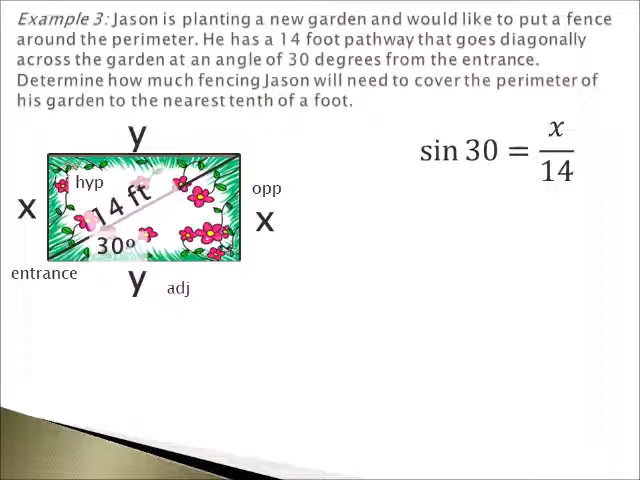 Example 3: Jason is planting a new garden and would like to put a fence
around the perimeter. He has a 14 foot pathway that goes diagonally
across the garden at an angle of 30 degrees from the entrance.
Determine how much fencing Jason will need to cover the perimeter of
his garden to the nearest tenth of a foot.
y
sin 30 = x/14
hyp
opp
14 ft
x
x
30º
entrance
y
adj